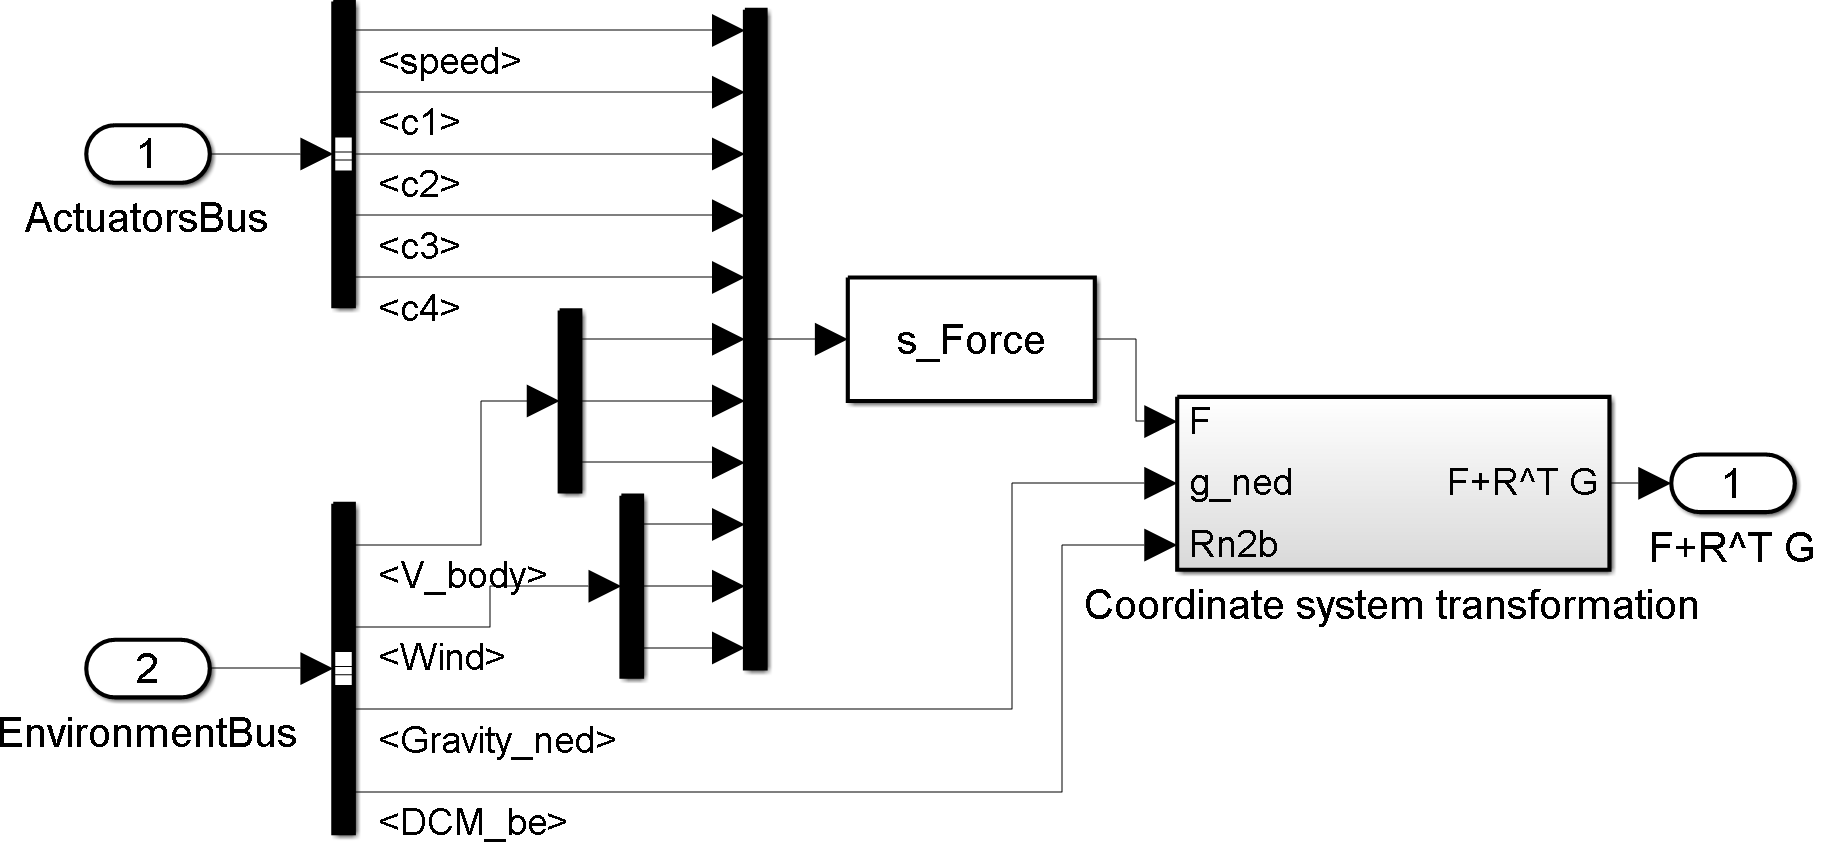 <speed>
<c1>
1
<c2>
ActuatorsBus
<c3>
<c4>
s_Force
F
g_ned
F+R^T G
1
Rn2b
F+R^T G
<V_body>
Coordinate system transformation
<Wind>
2
EnvironmentBus
<Gravity_ned>
<DCM_be>